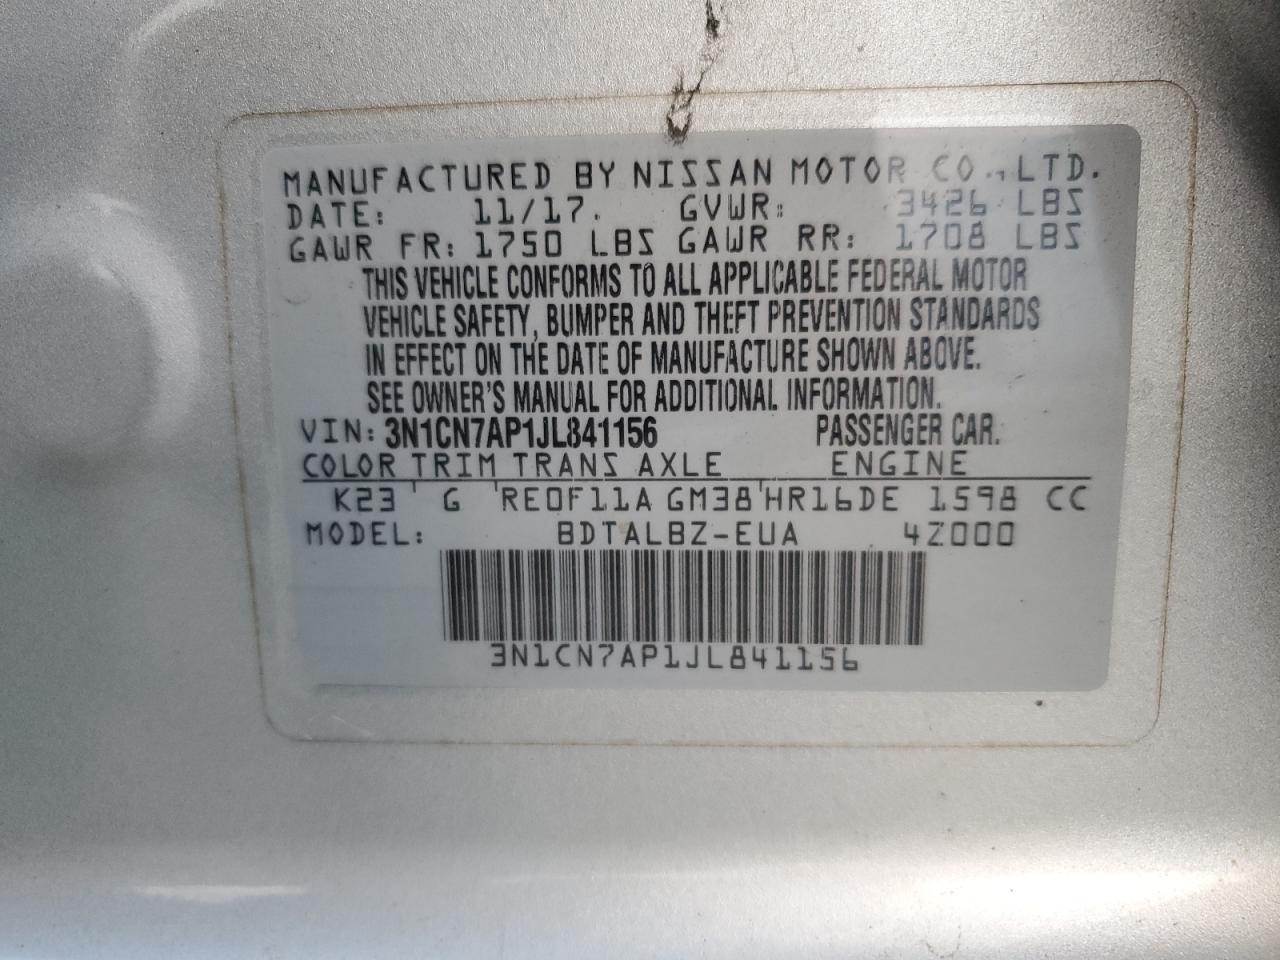 MANUFACTURED BY NISSAN MOTOR CO., LTD.
DATE: 11/17. GVWR: 3426 LBS
GAWR FR: 1750 LBS GAWR RR: 1708 LBS
THIS VEHICLE CONFORMS TO ALL APPLICABLE FEDERAL MOTOR
VEHICLE SAFETY, BUMPER AND THEFT PREVENTION STANDARDS
IN EFFECT ON THE DATE OF MANUFACTURE SHOWN ABOVE.
SEE OWNER'S MANUAL FOR ADDITIONAL INFORMATION.
VIN: 3N1CN7AP1JL841156 PASSENGER CAR.
COLOR TRIM TRANS AXLE ENGINE
K23 G RE0F11A GM38 HR16DE 1598 CC
MODEL: BDTALBZ-EUA 4Z000
3N1CN7AP1JL841156